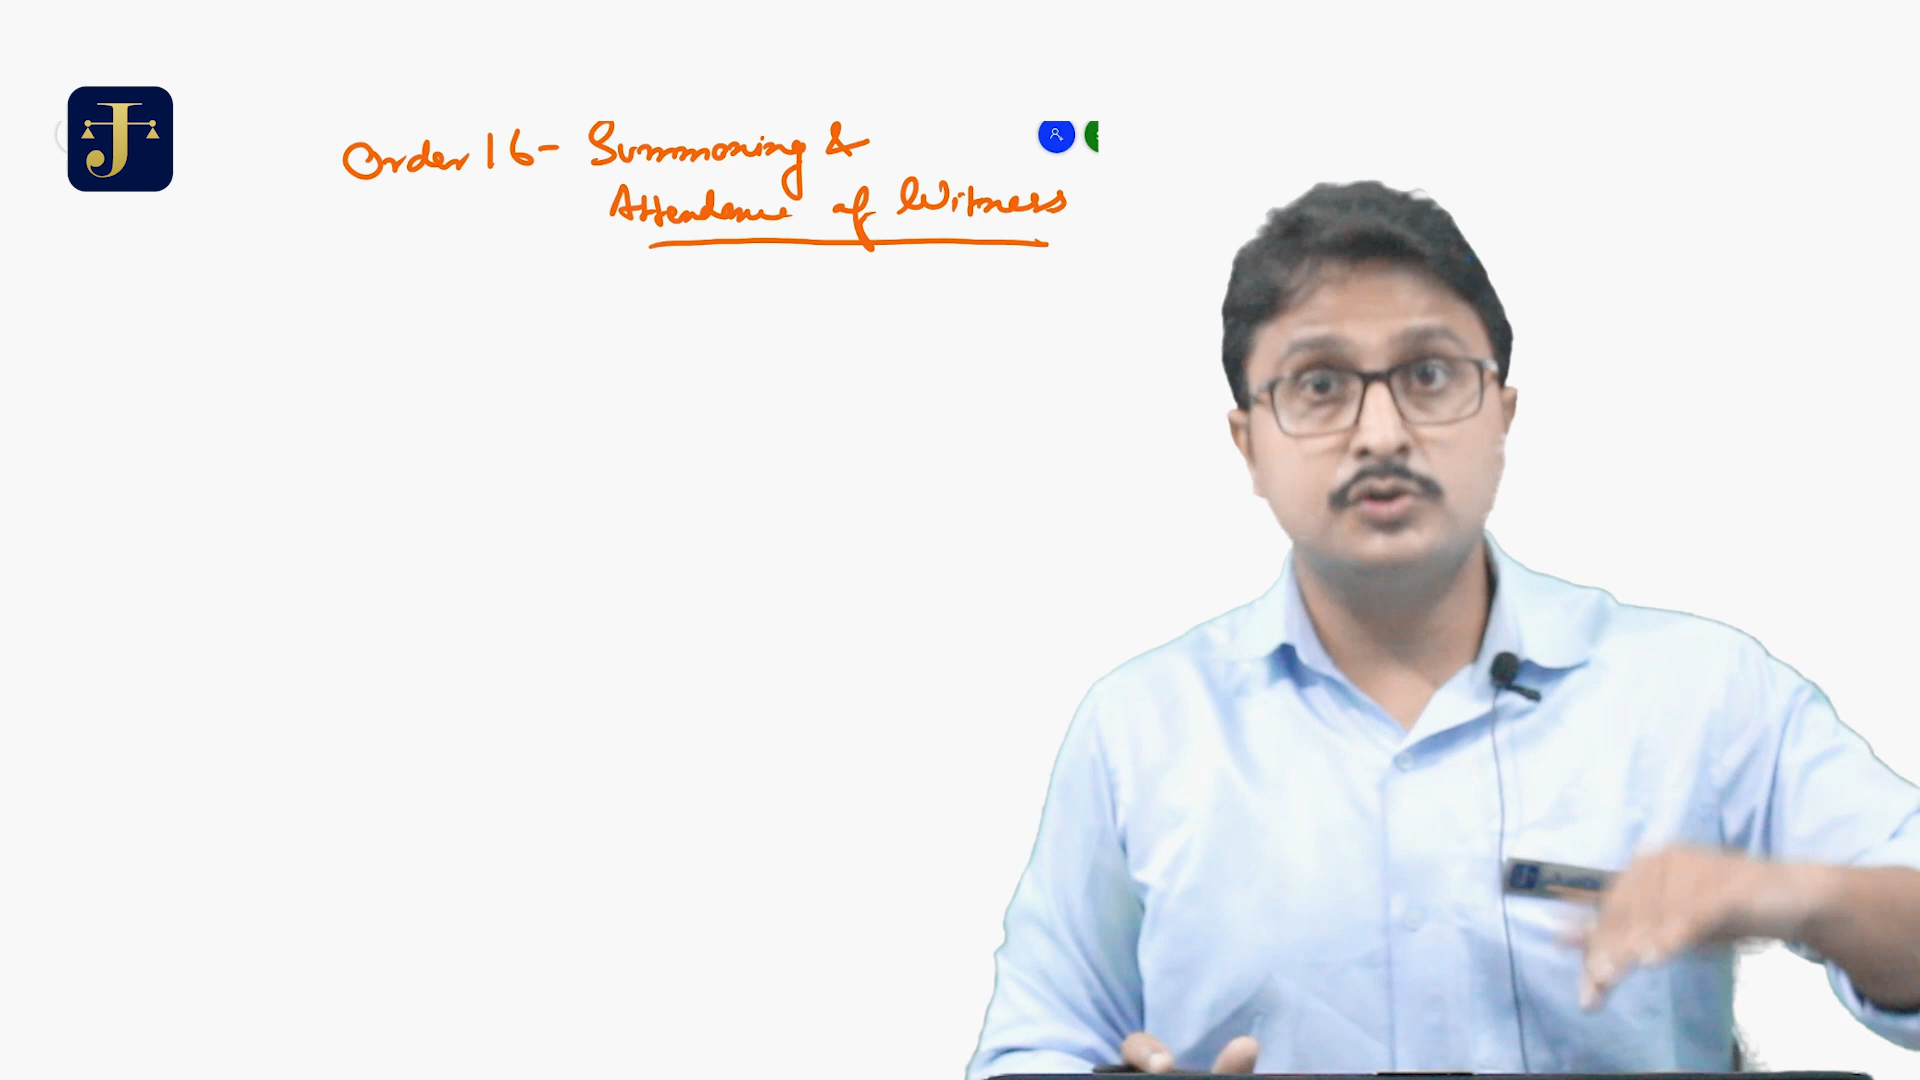 Order 16- Summoning &
Attendance of Witness